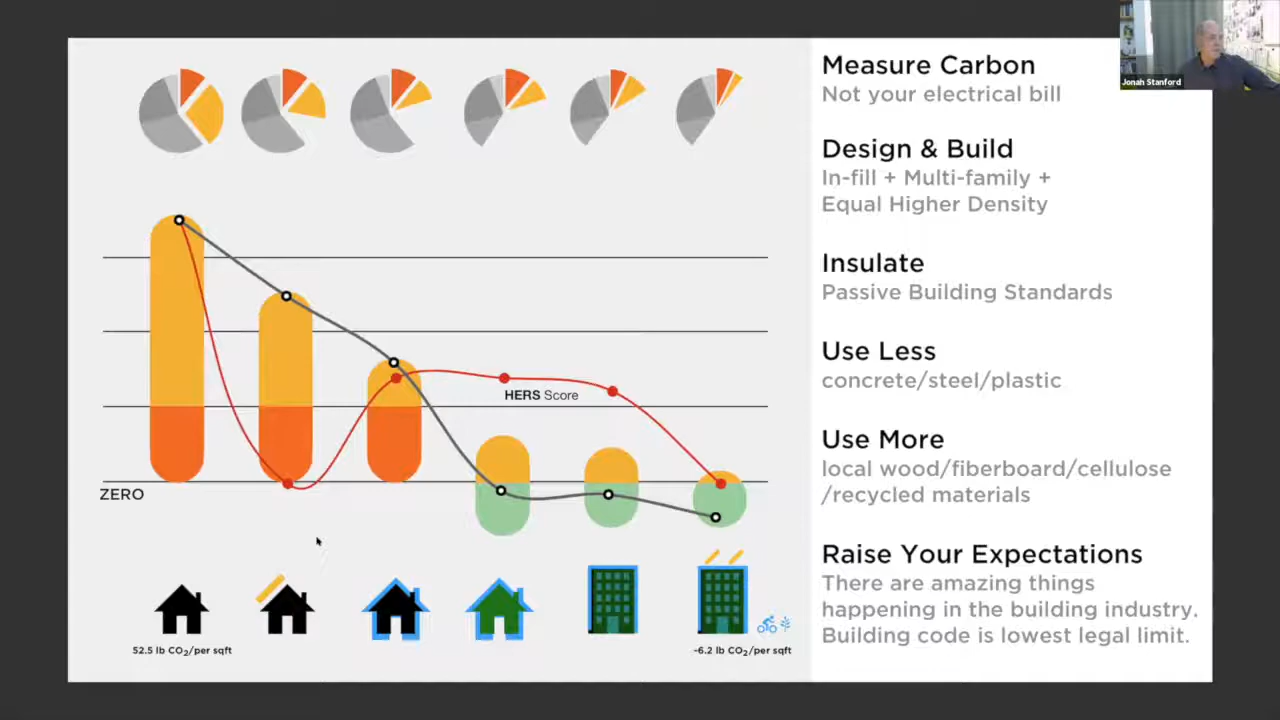 Measure Carbon
Not your electrical bill
Jonah Stanford
Design & Build
In-fill + Multi-family +
Equal Higher Density
Insulate
Passive Building Standards
Use Less
concrete/steel/plastic
Use More
local wood/fiberboard/cellulose
/recycled materials
Raise Your Expectations
There are amazing things
happening in the building industry.
Building code is lowest legal limit.
HERS Score
ZERO
52.5 lb CO₂/per sqft
-6.2 lb CO₂/per sqft